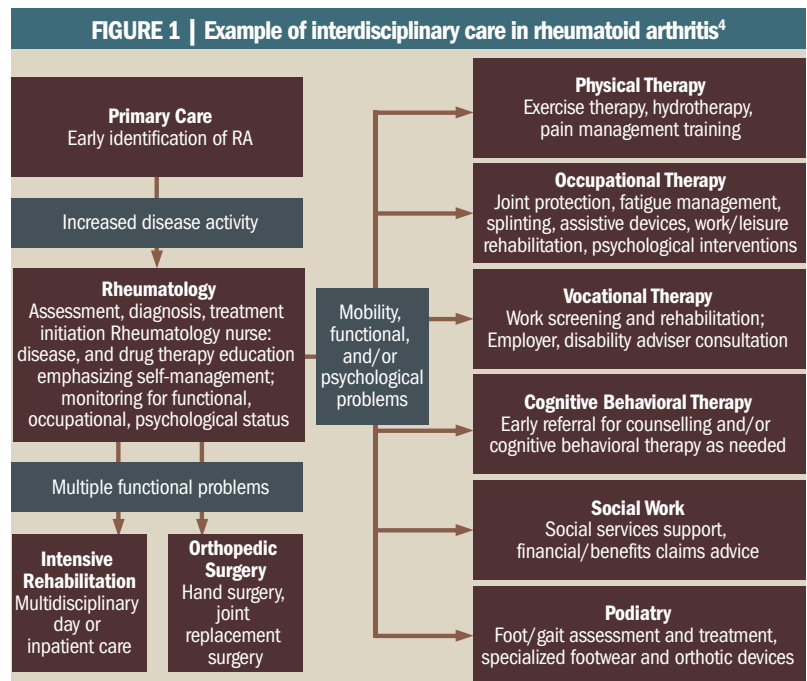 FIGURE 1 | Example of interdisciplinary care in rheumatoid arthritis⁴
Primary Care
Early identification of RA
Increased disease activity
Rheumatology
Assessment, diagnosis, treatment
initiation Rheumatology nurse:
disease, and drug therapy education
emphasizing self-management;
monitoring for functional,
occupational, psychological status
Multiple functional problems
Intensive
Rehabilitation
Multidisciplinary
day or
inpatient care
Orthopedic
Surgery
Hand surgery,
joint
replacement
surgery
Mobility,
functional,
and/or
psychological
problems
Physical Therapy
Exercise therapy, hydrotherapy,
pain management training
Occupational Therapy
Joint protection, fatigue management,
splinting, assistive devices, work/leisure
rehabilitation, psychological interventions
Vocational Therapy
Work screening and rehabilitation;
Employer, disability adviser consultation
Cognitive Behavioral Therapy
Early referral for counselling and/or
cognitive behavioral therapy as needed
Social Work
Social services support,
financial/benefits claims advice
Podiatry
Foot/gait assessment and treatment,
specialized footwear and orthotic devices